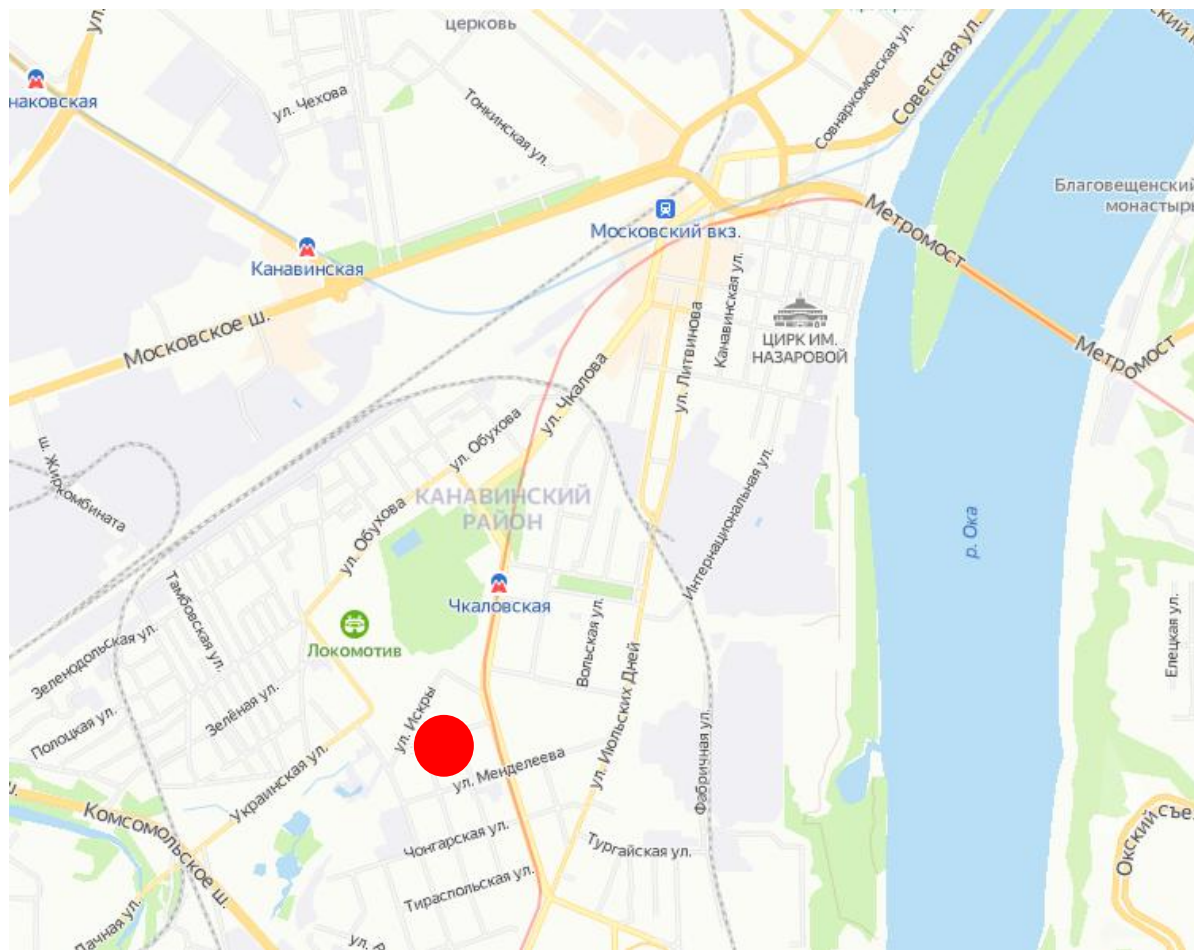 церковь
ул.
ул. Чехова
Тонкинская ул.
Совнаркомовская ул.
Советская ул.
наковская
Московский вкз.
Благовещенский
монастырь
Метромост
Канавинская
Московское ш.
Канавинская ул.
ул. Литвинова
ЦИРК ИМ.
НАЗАРОВОЙ
Метромост
ул. Чкалова
ул. Обухова
ш. Жиркомбината
КАНАВИНСКИЙ
РАЙОН
ул. Обухова
Интернациональная ул.
р. Ока
Чкаловская
Тамбовская ул.
Локомотив
Зеленодольская ул.
Вольская ул.
Елецкая ул.
Зелёная ул.
Полоцкая ул.
ул. Искры
ул. Июльских Дней
ул. Менделеева
Фабричная ул.
Украинская ул.
ш.
Комсомольское ш.
Чонгарская ул.
Тургайская ул.
Окский съе
Тираспольская ул.
Дачная ул.
ул.